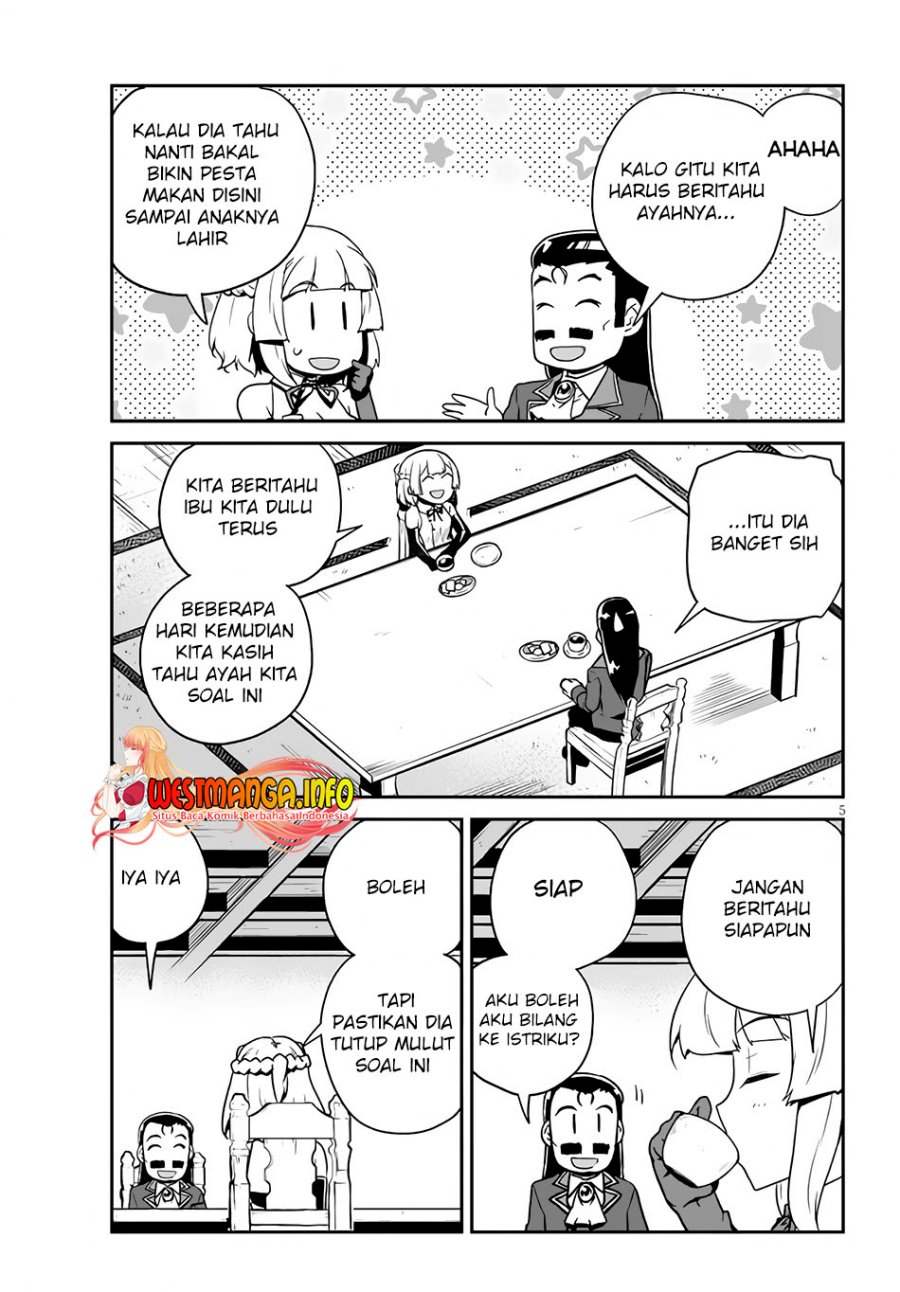 AHAHA
KALO GITU KITA
HARUS BERITAHU
AYAHNYA...
KALAU DIA TAHU
NANTI BAKAL
BIKIN PESTA
MAKAN DISINI
SAMPAI ANAKNYA
LAHIR
...ITU DIA
BANGET SIH
KITA BERITAHU
IBU KITA DULU
TERUS
BEBERAPA
HARI KEMUDIAN
KITA KASIH
TAHU AYAH KITA
SOAL INI
WESTMANGA.INFO
Situs Baca Komik Berbahasa Indonesia
5
JANGAN
BERITAHU
SIAPAPUN
SIAP
AKU BOLEH
AKU BILANG
KE ISTRIKU?
BOLEH
TAPI
PASTIKAN DIA
TUTUP MULUT
SOAL INI
IYA IYA